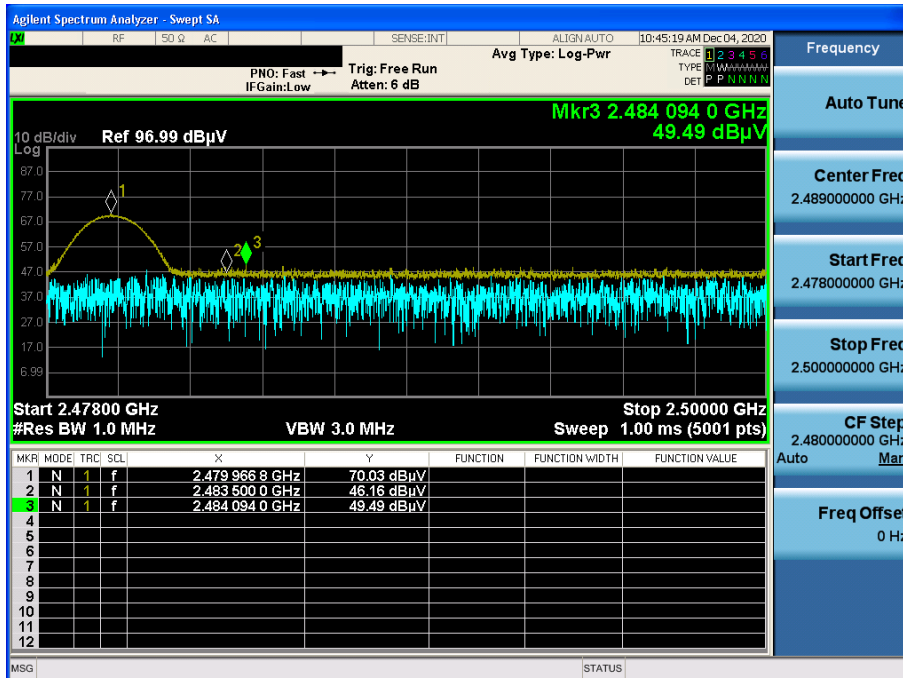 Agilent Spectrum Analyzer - Swept SA
LXI RF 50 Ω AC SENSE:INT ALIGN AUTO 10:45:19 AM Dec 04, 2020
Frequency
PNO: Fast
IFGain:Low
Trig: Free Run
Atten: 6 dB
Avg Type: Log-Pwr
TRACE 1 2 3 4 5 6
TYPE M W W W W W
DET P P N N N N
Auto Tune
Mkr3 2.484 094 0 GHz
49.49 dBµV
10 dB/div Ref 96.99 dBµV
Log
87.0
77.0
67.0
57.0
47.0
37.0
27.0
17.0
6.99
1
2
3
Start 2.47800 GHz Stop 2.50000 GHz
#Res BW 1.0 MHz VBW 3.0 MHz Sweep 1.00 ms (5001 pts)
Center Freq
2.489000000 GHz
Start Freq
2.478000000 GHz
Stop Freq
2.500000000 GHz
CF Step
2.480000000 GHz
Auto Man
Freq Offset
0 Hz
MKR MODE TRC SCL X Y FUNCTION FUNCTION WIDTH FUNCTION VALUE
1 N 1 f 2.479 966 8 GHz 70.03 dBµV
2 N 1 f 2.483 500 0 GHz 46.16 dBµV
3 N 1 f 2.484 094 0 GHz 49.49 dBµV
4
5
6
7
8
9
10
11
12
MSG STATUS